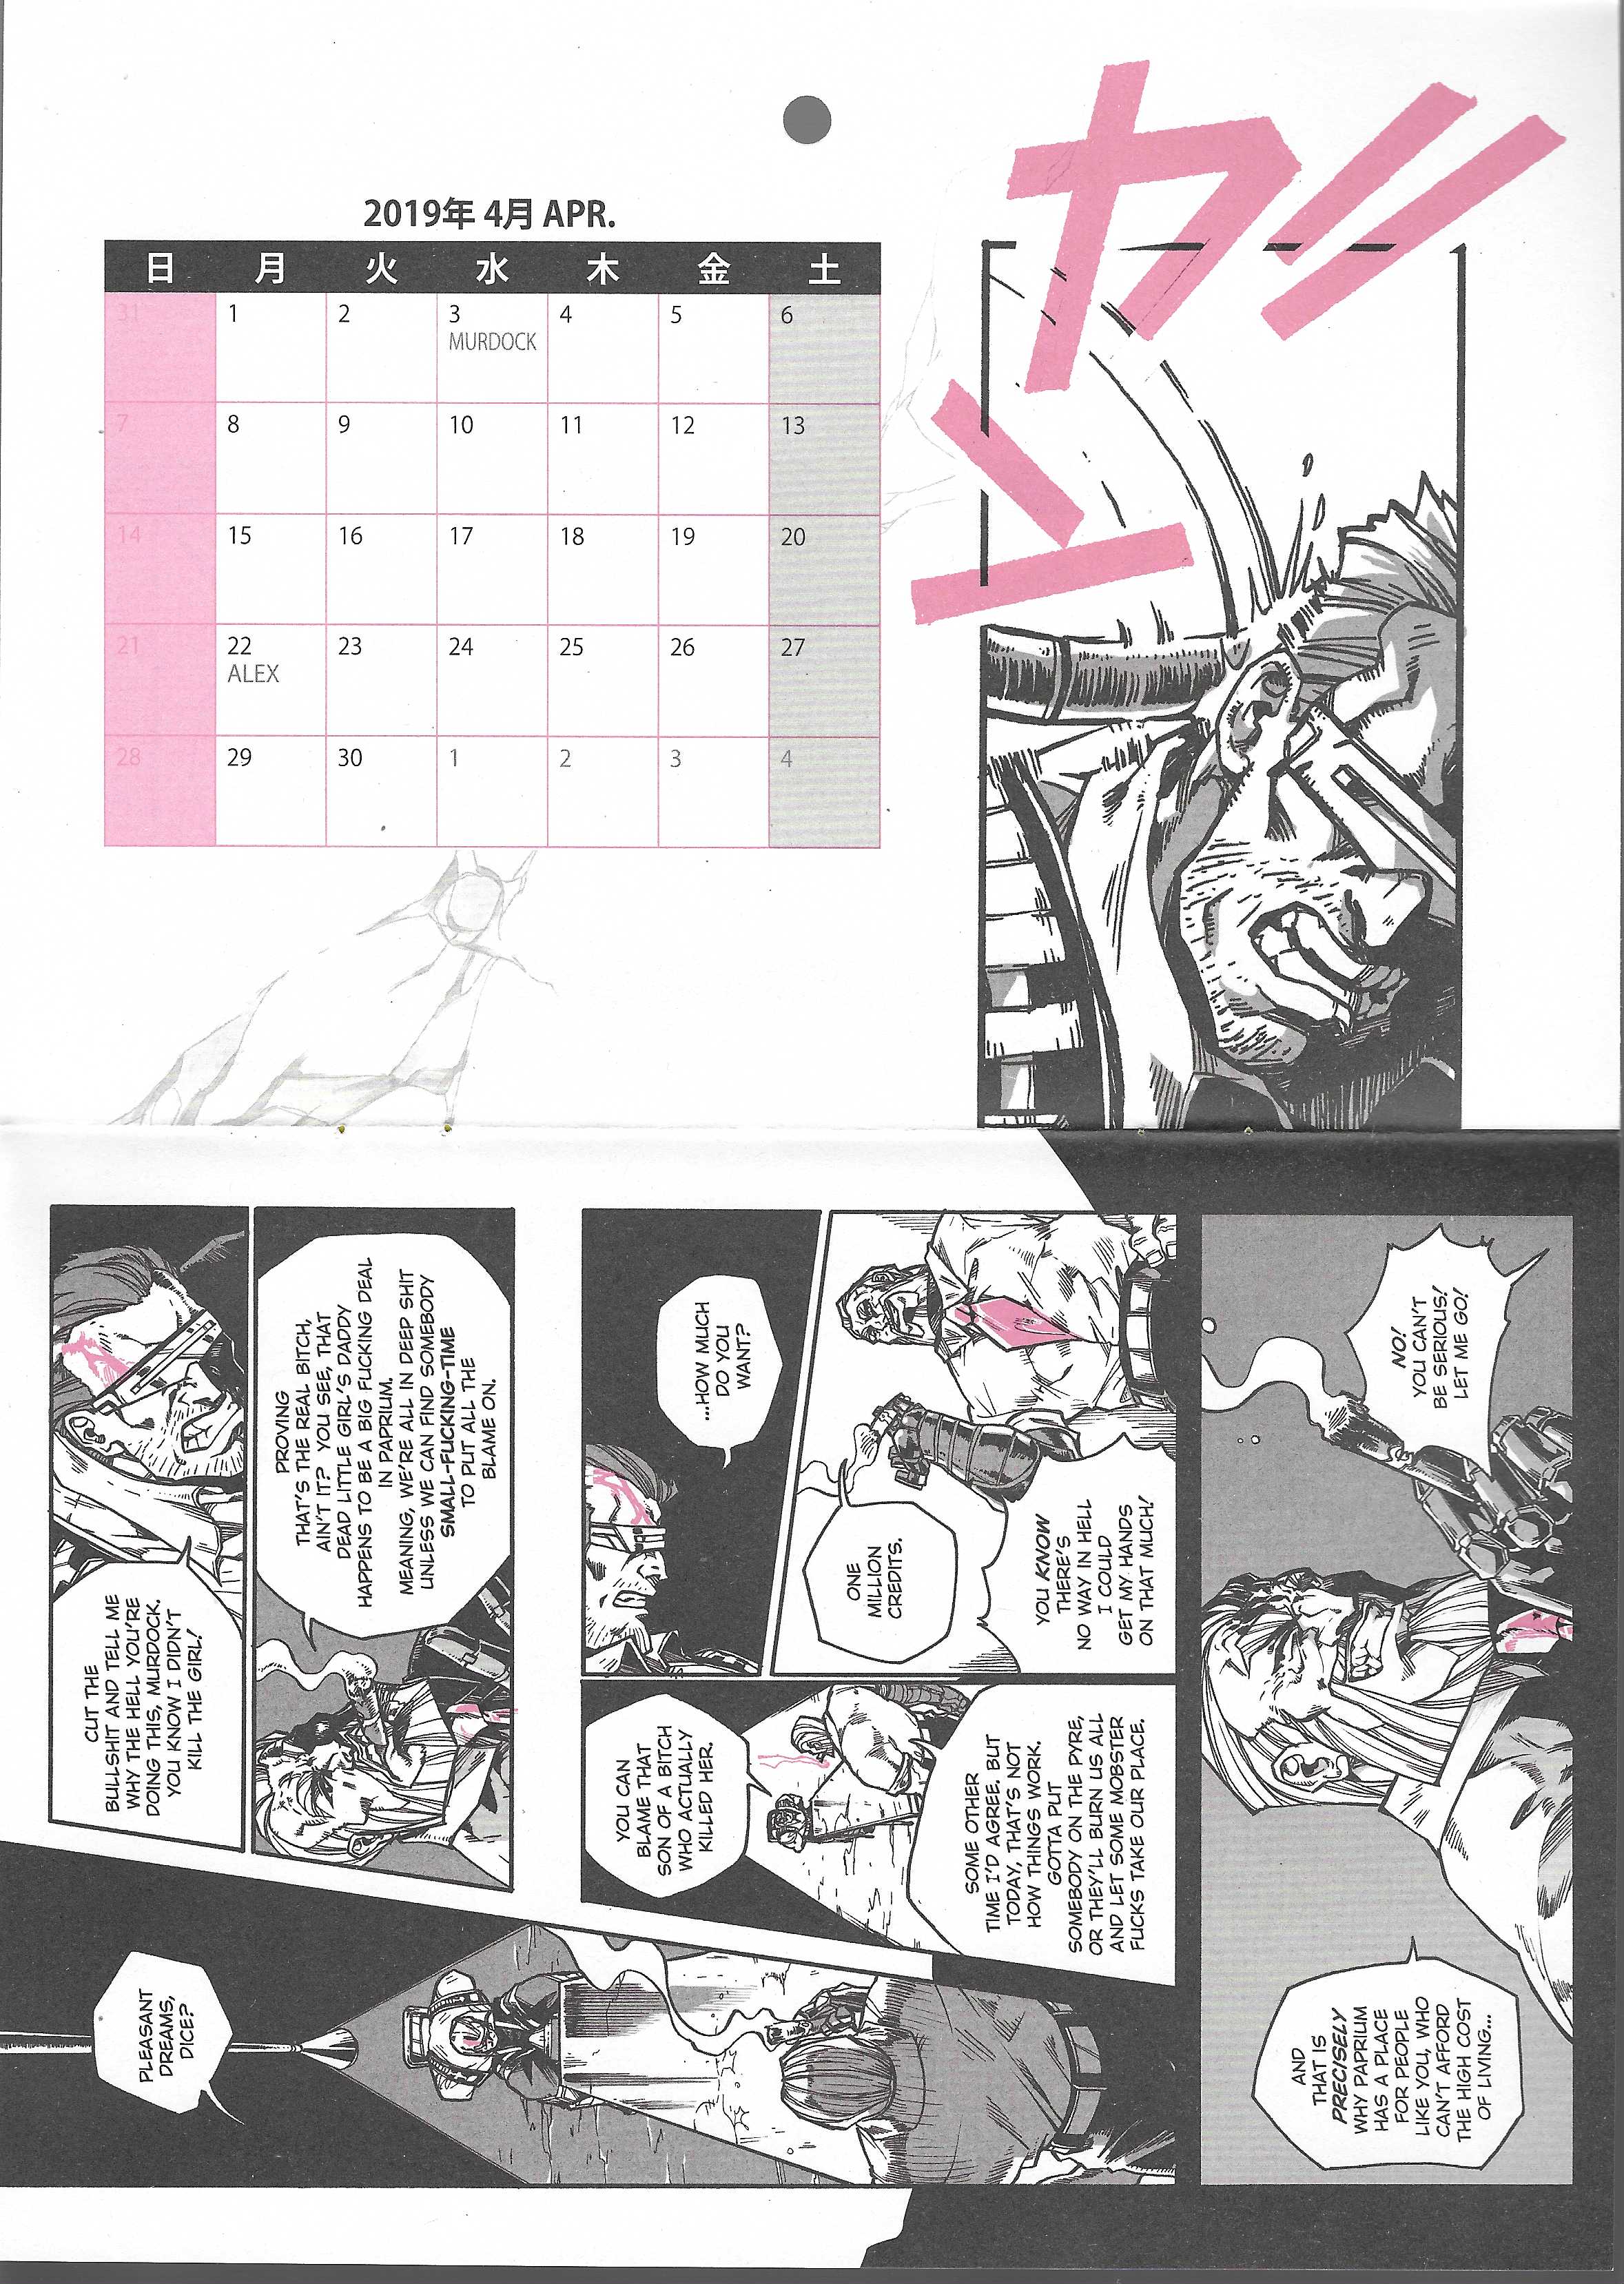 PLEASANT
DREAMS,
DICE?
CUT THE
BULLSHIT AND TELL ME
WHY THE HELL YOU'RE
DOING THIS, MURDOCK.
YOU KNOW I DIDN'T
KILL THE GIRL!
PROVING
THAT'S THE REAL BITCH,
AIN'T IT? YOU SEE, THAT
DEAD LITTLE GIRL'S DADDY
HAPPENS TO BE A BIG FUCKING DEAL
IN PAPRIUM.
MEANING, WE'RE ALL IN DEEP SHIT
UNLESS WE CAN FIND SOMEBODY
SMALL-FUCKING-TIME
TO PUT ALL THE
BLAME ON.
YOU CAN
BLAME THAT
SON OF A BITCH
WHO ACTUALLY
KILLED HER.
SOME OTHER
TIME I'D AGREE. BUT
TODAY, THAT'S NOT
HOW THINGS WORK.
GOTTA PUT
SOMEBODY ON THE PYRE,
OR THEY'LL BURN US ALL
AND LET SOME MOBSTER
FUCKS TAKE OUR PLACE.
...HOW MUCH
DO YOU
WANT?
ONE
MILLION
CREDITS.
YOU KNOW
THERE'S
NO WAY IN HELL
I COULD
GET MY HANDS
ON THAT MUCH!
AND
THAT IS
PRECISELY
WHY PAPRIUM
HAS A PLACE
FOR PEOPLE
LIKE YOU, WHO
CAN'T AFFORD
THE HIGH COST
OF LIVING...
NO!
YOU CAN'T
BE SERIOUS!
LET ME GO!
2019年 4月 APR.
日 月 火 水 木 金 土
31 1 2 3 4 5 6
MURDOCK
7 8 9 10 11 12 13
14 15 16 17 18 19 20
21 22 23 24 25 26 27
ALEX
28 29 30 1 2 3 4